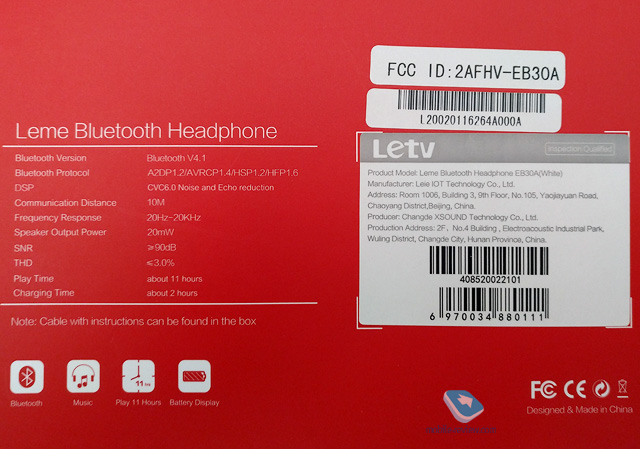 FCC ID:2AFHV-EB30A
L20020116264A000A
Leme Bluetooth Headphone
Bluetooth Version Bluetooth V4.1
Bluetooth Protocol A2DP1.2/AVRCP1.4/HSP1.2/HFP1.6
DSP CVC6.0 Noise and Echo reduction
Communication Distance 10M
Frequency Response 20Hz-20KHz
Speaker Output Power 20mW
SNR ≥90dB
THD ≤3.0%
Play Time about 11 hours
Charging Time about 2 hours
Note: Cable with instructions can be found in the box
Letv Inspection Qualified
Product Model: Leme Bluetooth Headphone EB30A(White)
Manufacturer: Leie IOT Technology Co., Ltd.
Address: Room 1006, Building 3, 9th Floor, No.105, Yaojiayuan Road,
Chaoyang District,Beijing, China.
Producer: Changde XSOUND Technology Co., Ltd.
Production Address: 2F, No.4 Building , Electroacoustic Industrial Park,
Wuling District, Changde City, Hunan Province, China.
408520022101
6 970034 880111
11 hrs
Bluetooth Music Play 11 Hours Battery Display
FC CE
Designed & Made in China